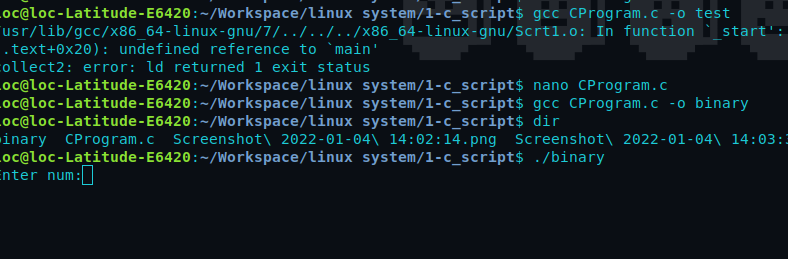 loc@loc-Latitude-E6420:~/Workspace/linux system/1-c_script$ gcc CProgram.c -o test
/usr/lib/gcc/x86_64-linux-gnu/7/../../../x86_64-linux-gnu/Scrt1.o: In function `_start':
(.text+0x20): undefined reference to `main'
collect2: error: ld returned 1 exit status
loc@loc-Latitude-E6420:~/Workspace/linux system/1-c_script$ nano CProgram.c
loc@loc-Latitude-E6420:~/Workspace/linux system/1-c_script$ gcc CProgram.c -o binary
loc@loc-Latitude-E6420:~/Workspace/linux system/1-c_script$ dir
binary  CProgram.c  Screenshot\ 2022-01-04\ 14:02:14.png  Screenshot\ 2022-01-04\ 14:03:
loc@loc-Latitude-E6420:~/Workspace/linux system/1-c_script$ ./binary
Enter num: